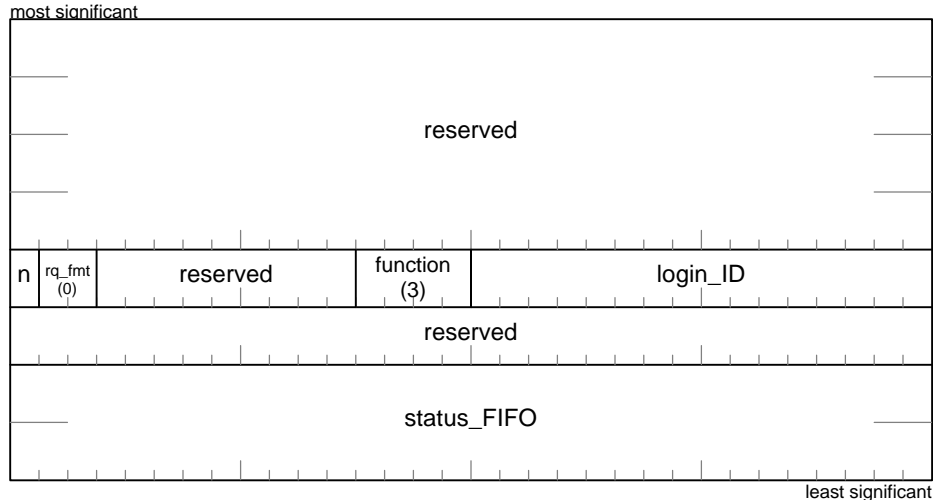 most significant
reserved
n
rq_fmt
(0)
reserved
function
(3)
login_ID
reserved
status_FIFO
least significant